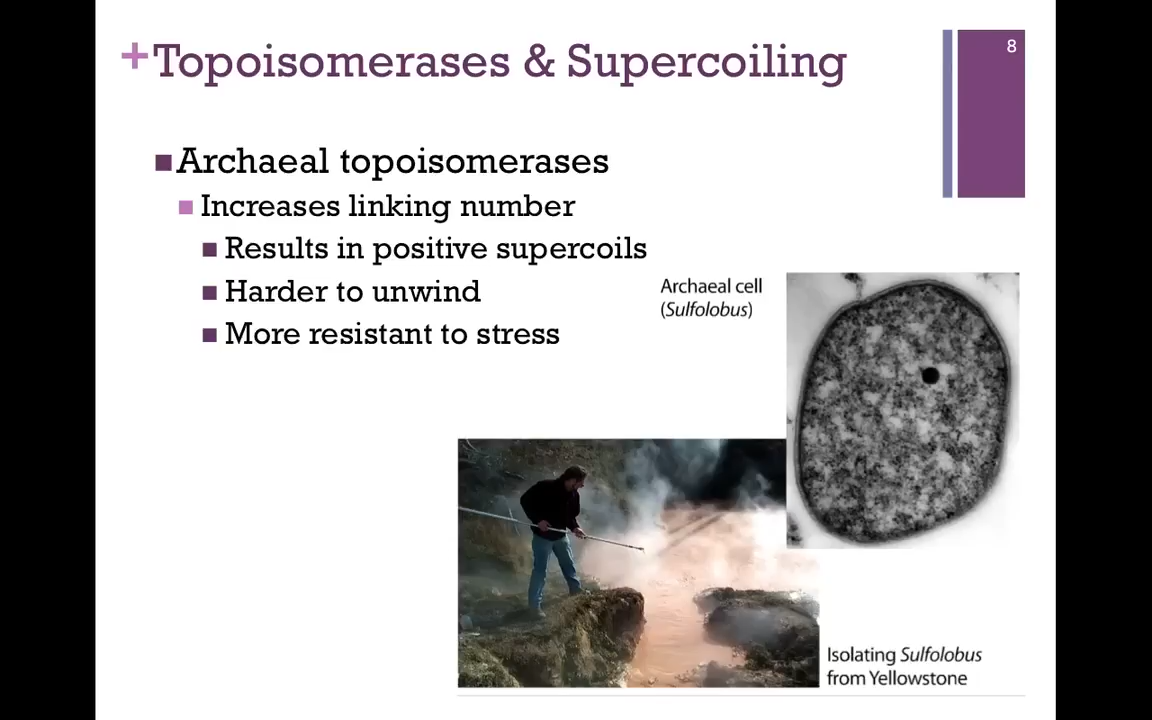 +Topoisomerases & Supercoiling
8
Archaeal topoisomerases
Increases linking number
Results in positive supercoils
Harder to unwind
More resistant to stress
Archaeal cell
(Sulfolobus)
Isolating Sulfolobus
from Yellowstone